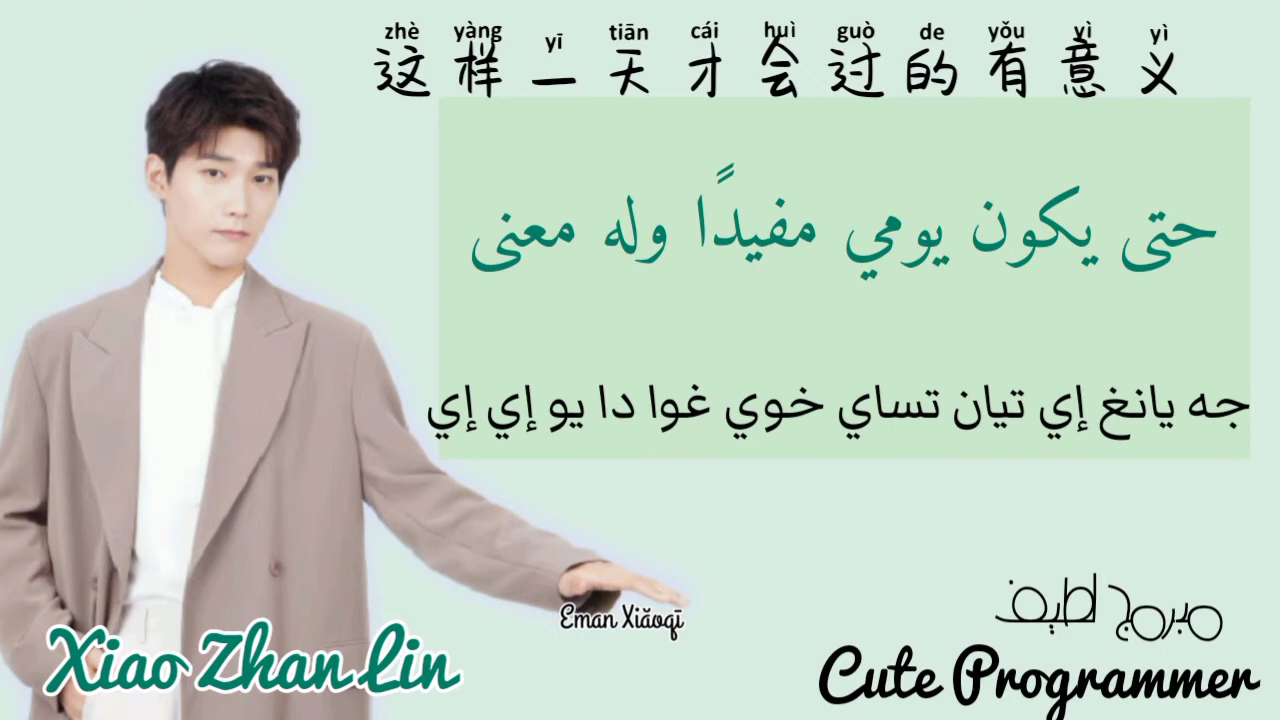 zhè yàng yī tiān cái huì guò de yǒu yì yì
这样一天才会过的有意义
حتى يكون يومي مفيدًا وله معنى
جه يانغ إي تيان تساي خوي غوا دا يو إي إي
Eman Xiǎoqī
مبرمج لطيف
Xiao Zhan Lin
Cute Programmer